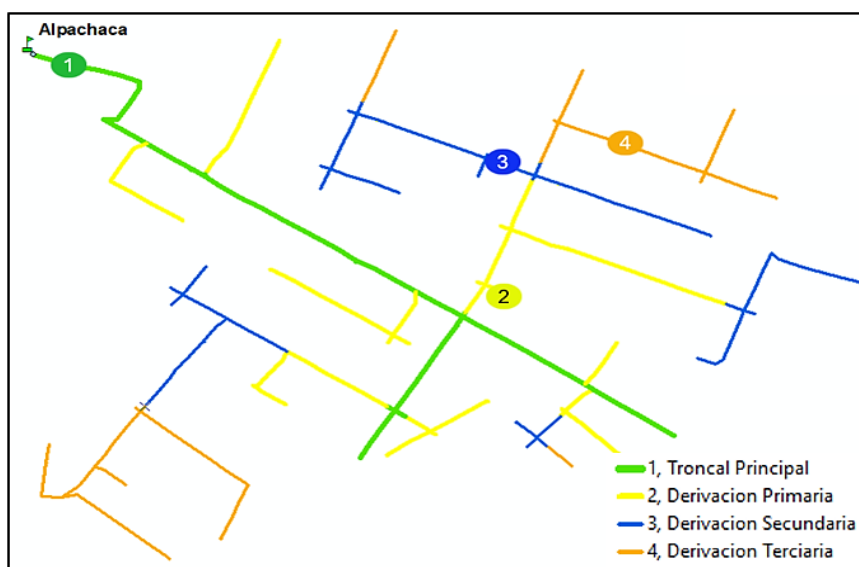 Alpachaca
1
3
4
2
1, Troncal Principal
2, Derivacion Primaria
3, Derivacion Secundaria
4, Derivacion Terciaria